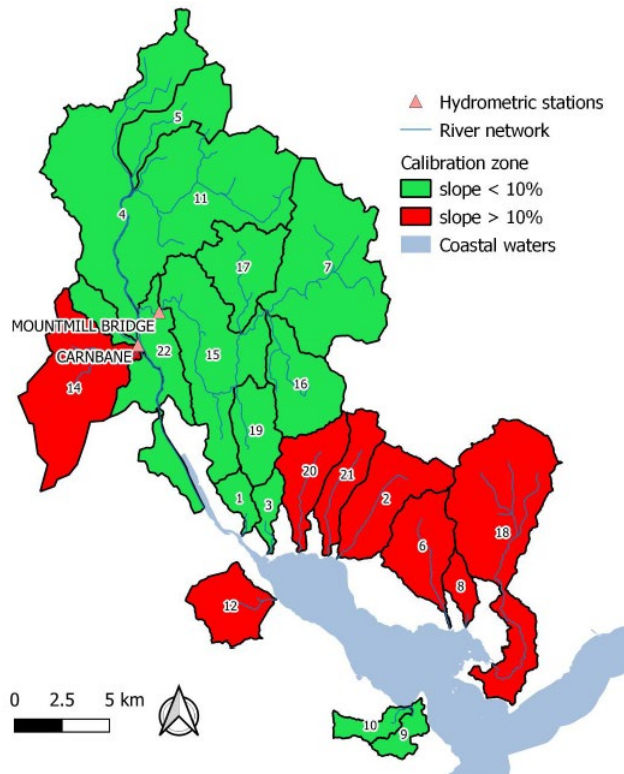 Hydrometric stations
River network
Calibration zone
slope < 10%
slope > 10%
Coastal waters
5
4
11
17
7
MOUNTMILL BRIDGE
CARNBANE
22
15
14
16
19
20
21
2
1
3
18
6
8
12
0 2.5 5 km
10
9